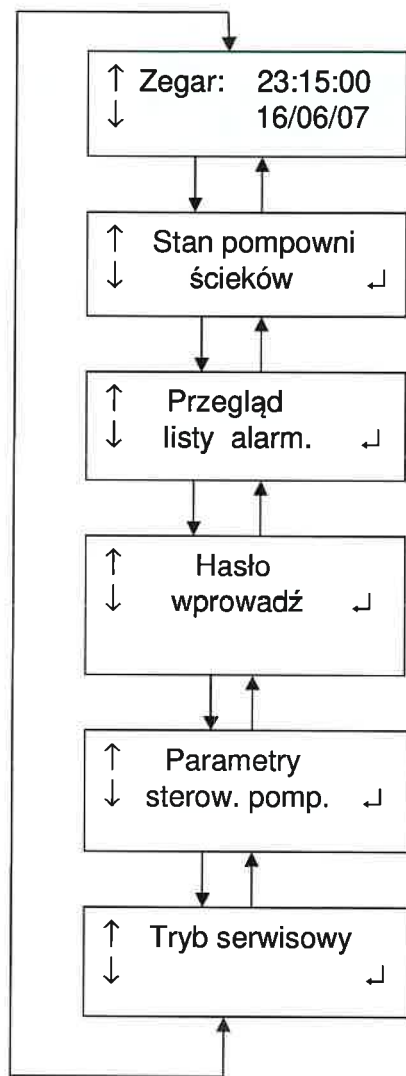 ↑ Zegar: 23:15:00
↓ 16/06/07
↑ Stan pompowni
↓ ścieków ↵
↑ Przegląd
↓ listy alarm. ↵
↑ Hasło
↓ wprowadź ↵
↑ Parametry
↓ sterow. pomp. ↵
↑ Tryb serwisowy
↓ ↵